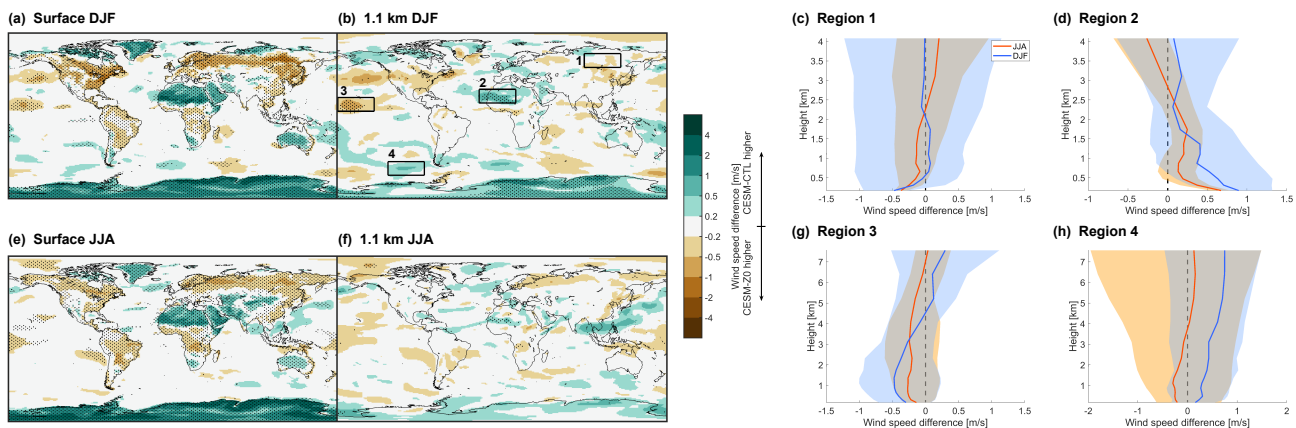 (a) Surface DJF
(b) 1.1 km DJF
1
2
3
4
(e) Surface JJA
(f) 1.1 km JJA
4
2
1
0.5
0.2
-0.2
-0.5
-1
-2
-4
Wind speed difference [m/s]
CESM-Z0 higher
CESM-CTL higher
(c) Region 1
JJA
DJF
4
3.5
3
2.5
2
1.5
1
0.5
Height [km]
-1.5 -1 -0.5 0 0.5 1 1.5
Wind speed difference [m/s]
(d) Region 2
4
3.5
3
2.5
2
1.5
1
0.5
Height [km]
-1 -0.5 0 0.5 1 1.5
Wind speed difference [m/s]
(g) Region 3
7
6
5
4
3
2
1
Height [km]
-1.5 -1 -0.5 0 0.5 1 1.5
Wind speed difference [m/s]
(h) Region 4
7
6
5
4
3
2
1
Height [km]
-2 -1 0 1 2
Wind speed difference [m/s]